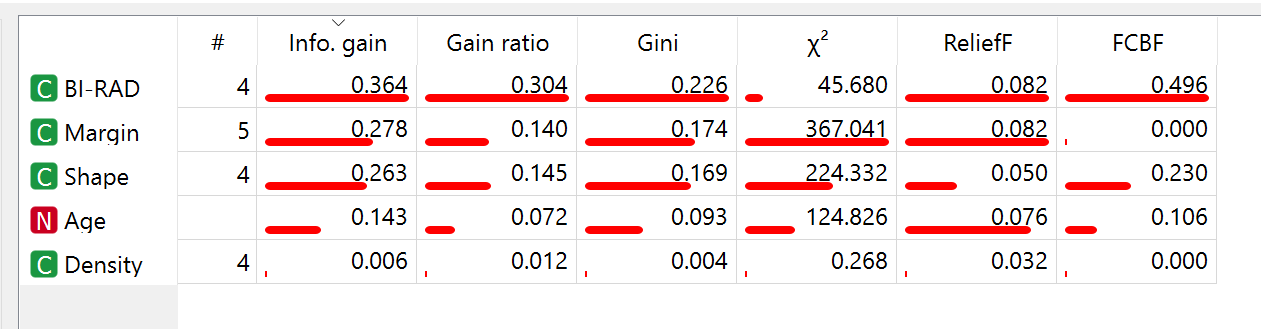 # Info. gain Gain ratio Gini χ² ReliefF FCBF
C BI-RAD 4 0.364 0.304 0.226 45.680 0.082 0.496
C Margin 5 0.278 0.140 0.174 367.041 0.082 0.000
C Shape 4 0.263 0.145 0.169 224.332 0.050 0.230
N Age 0.143 0.072 0.093 124.826 0.076 0.106
C Density 4 0.006 0.012 0.004 0.268 0.032 0.000